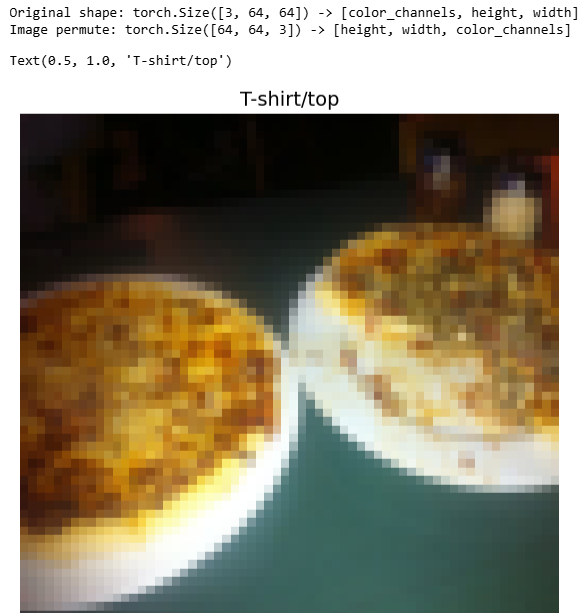 Original shape: torch.Size([3, 64, 64]) -> [color_channels, height, width]
Image permute: torch.Size([64, 64, 3]) -> [height, width, color_channels]
Text(0.5, 1.0, 'T-shirt/top')
T-shirt/top